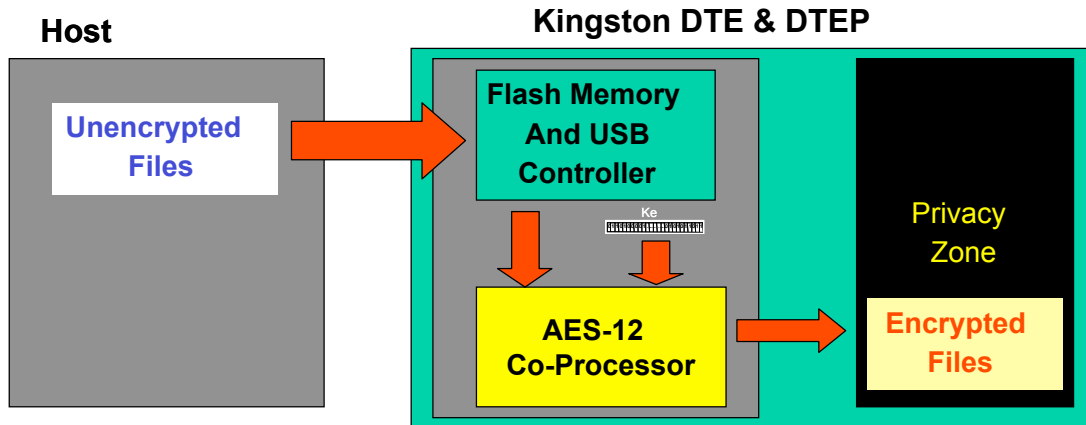 Host
Kingston DTE & DTEP
Unencrypted
Files
Flash Memory
And USB
Controller
Ke
AES-12
Co-Processor
Privacy
Zone
Encrypted
Files